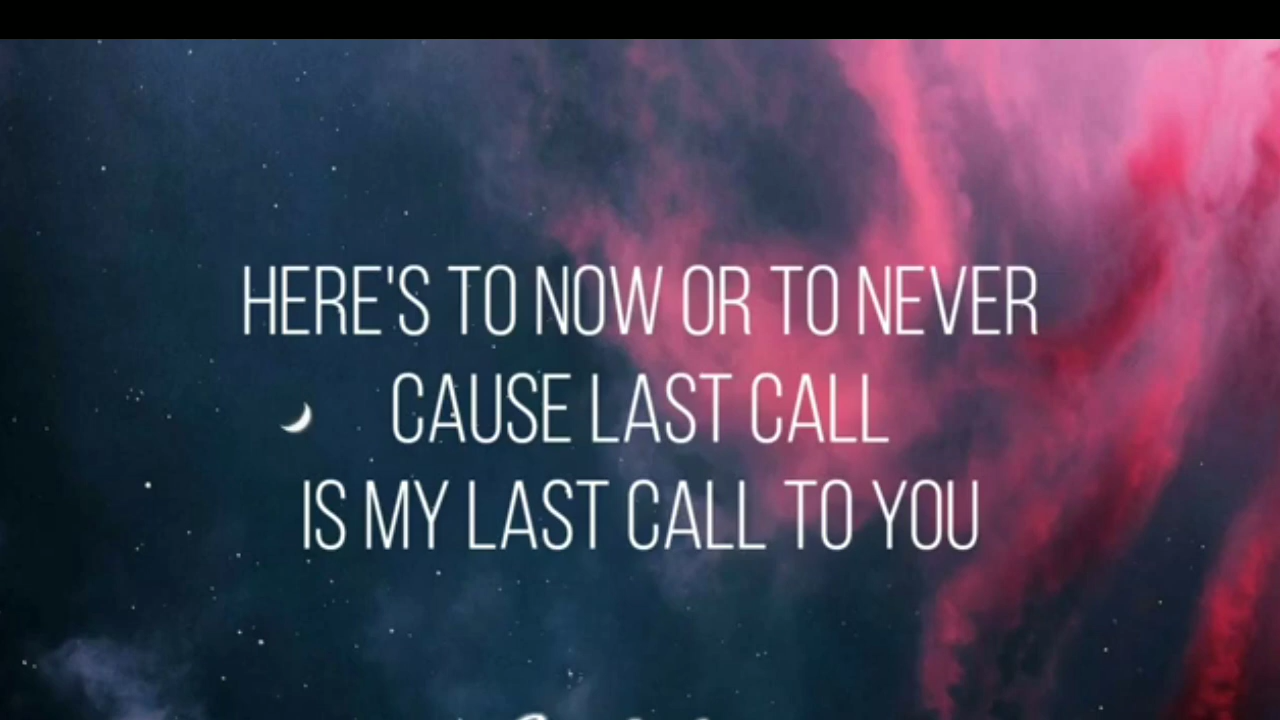 HERE'S TO NOW OR TO NEVER
CAUSE LAST CALL
IS MY LAST CALL TO YOU